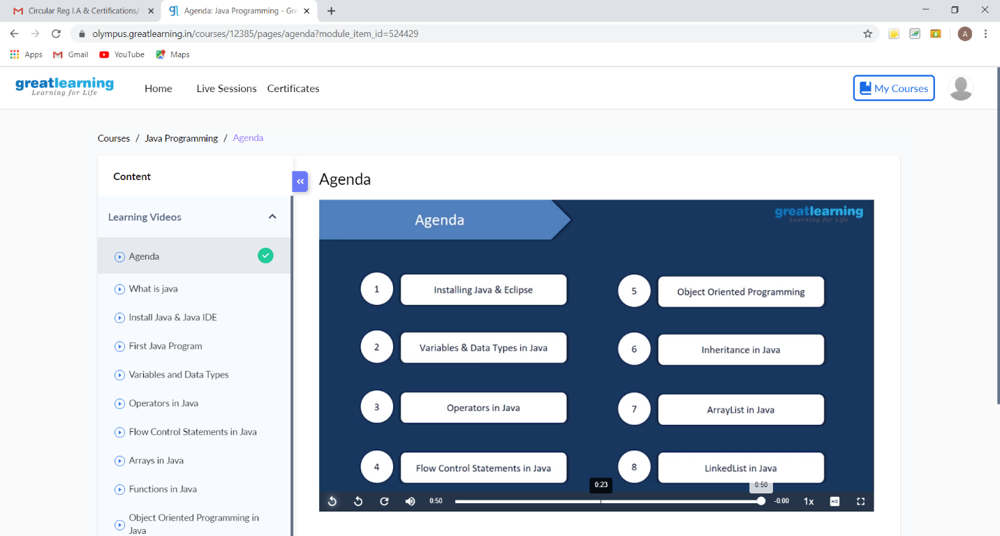 Circular Reg I.A & Certifications/
Agenda: Java Programming - Gre
olympus.greatlearning.in/courses/12385/pages/agenda?module_item_id=524429
A
Apps
Gmail
YouTube
Maps
greatlearning
Learning for Life
Home
Live Sessions
Certificates
My Courses
Courses / Java Programming / Agenda
Content
Learning Videos
Agenda
What is java
Install Java & Java IDE
First Java Program
Variables and Data Types
Operators in Java
Flow Control Statements in Java
Arrays in Java
Functions in Java
Object Oriented Programming in
Java
Agenda
Agenda
greatlearning
Learning for Life
1 Installing Java & Eclipse
2 Variables & Data Types in Java
3 Operators in Java
4 Flow Control Statements in Java
5 Object Oriented Programming
6 Inheritance in Java
7 ArrayList in Java
8 LinkedList in Java
0:23
0:50
0:50
-0:00
1x
HD